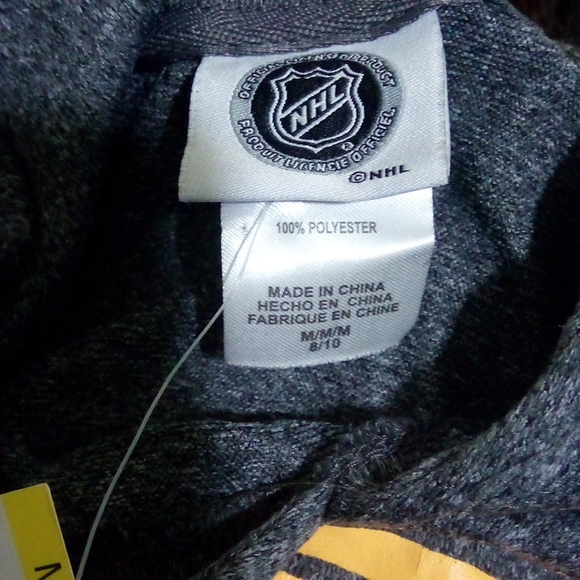 OFFICIAL LICENSED PRODUCT
NHL
PRODUIT LICENCIÉ OFFICIEL
®
©NHL
100% POLYESTER
MADE IN CHINA
HECHO EN CHINA
FABRIQUE EN CHINE
M/M/M
8/10
M